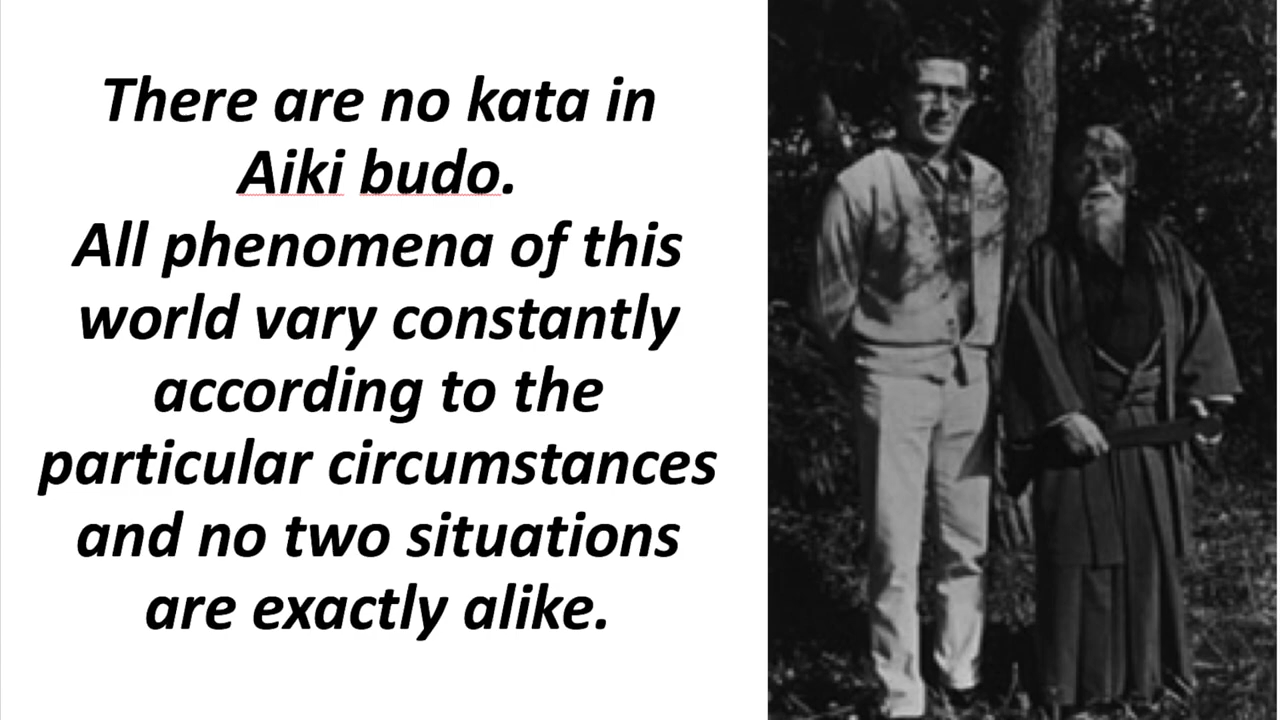 There are no kata in
Aiki budo.
All phenomena of this
world vary constantly
according to the
particular circumstances
and no two situations
are exactly alike.